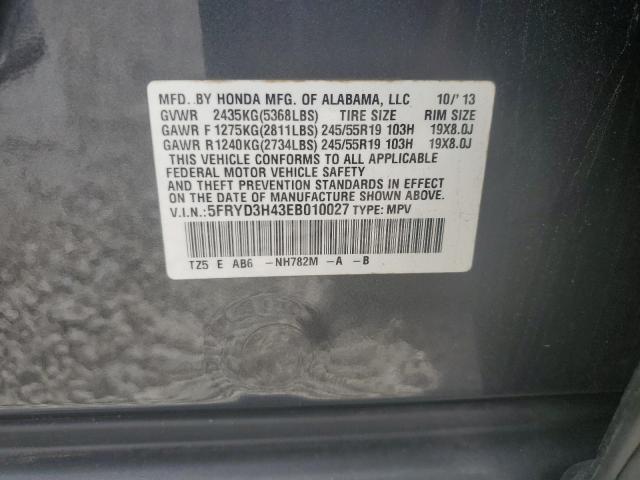 MFD. BY HONDA MFG. OF ALABAMA, LLC 10/'13
GVWR 2435KG(5368LBS) TIRE SIZE RIM SIZE
GAWR F 1275KG(2811LBS) 245/55R19 103H 19X8.0J
GAWR R 1240KG(2734LBS) 245/55R19 103H 19X8.0J
THIS VEHICLE CONFORMS TO ALL APPLICABLE
FEDERAL MOTOR VEHICLE SAFETY
AND THEFT PREVENTION STANDARDS IN EFFECT
ON THE DATE OF MANUFACTURE SHOWN ABOVE.
V.I.N.:5FRYD3H43EB010027 TYPE: MPV
TZ5 E AB6 -NH782M -A -B